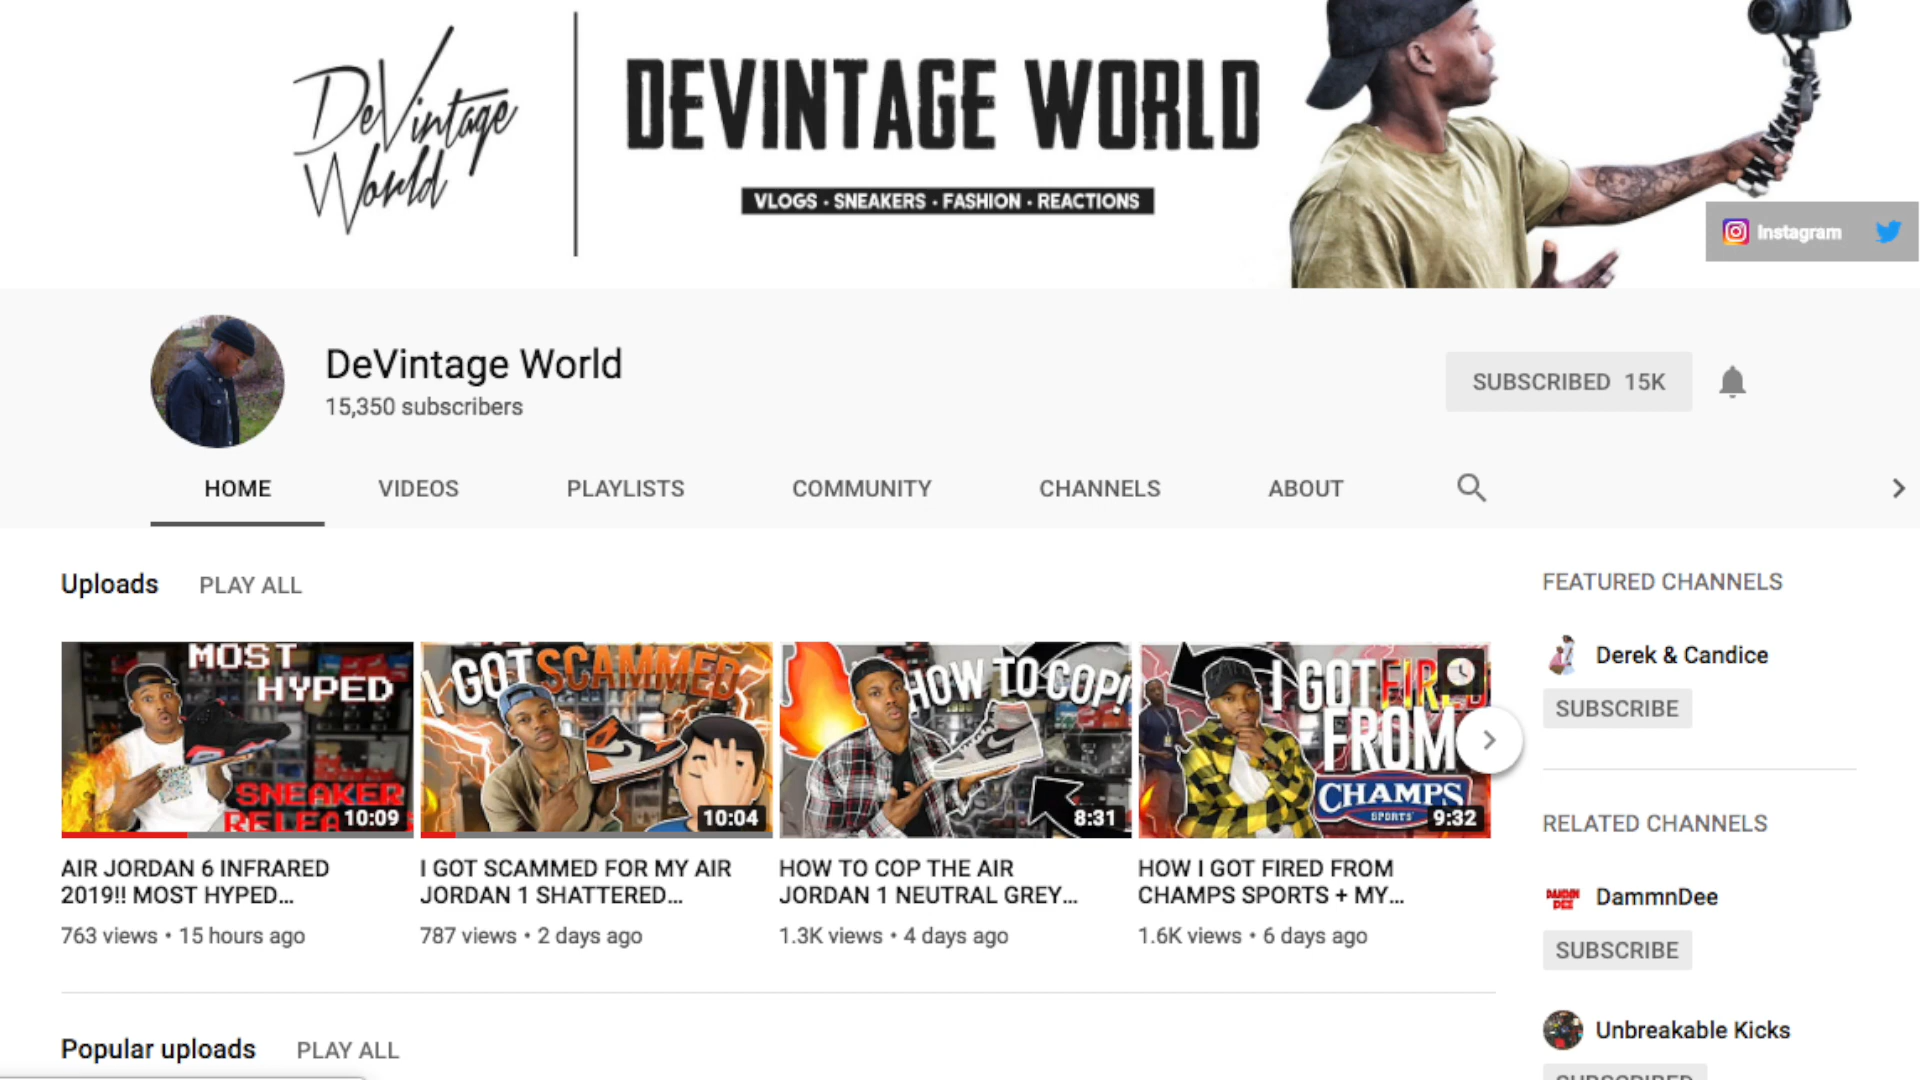 DeVintage
World
DEVINTAGE WORLD
VLOGS · SNEAKERS · FASHION · REACTIONS
Instagram
DeVintage World
15,350 subscribers
SUBSCRIBED 15K
HOME VIDEOS PLAYLISTS COMMUNITY CHANNELS ABOUT
Uploads PLAY ALL
MOST
HYPED
SNEAKER
10:09
I GOT SCAMMED
10:04
HOW TO COP!
8:31
I GOT FIRED
FROM
CHAMPS
SPORTS
9:32
AIR JORDAN 6 INFRARED
2019!! MOST HYPED...
763 views • 15 hours ago
I GOT SCAMMED FOR MY AIR
JORDAN 1 SHATTERED...
787 views • 2 days ago
HOW TO COP THE AIR
JORDAN 1 NEUTRAL GREY...
1.3K views • 4 days ago
HOW I GOT FIRED FROM
CHAMPS SPORTS + MY...
1.6K views • 6 days ago
Popular uploads PLAY ALL
FEATURED CHANNELS
Derek & Candice
SUBSCRIBE
RELATED CHANNELS
DAMMN
DEE
DammnDee
SUBSCRIBE
Unbreakable Kicks
SUBSCRIBED